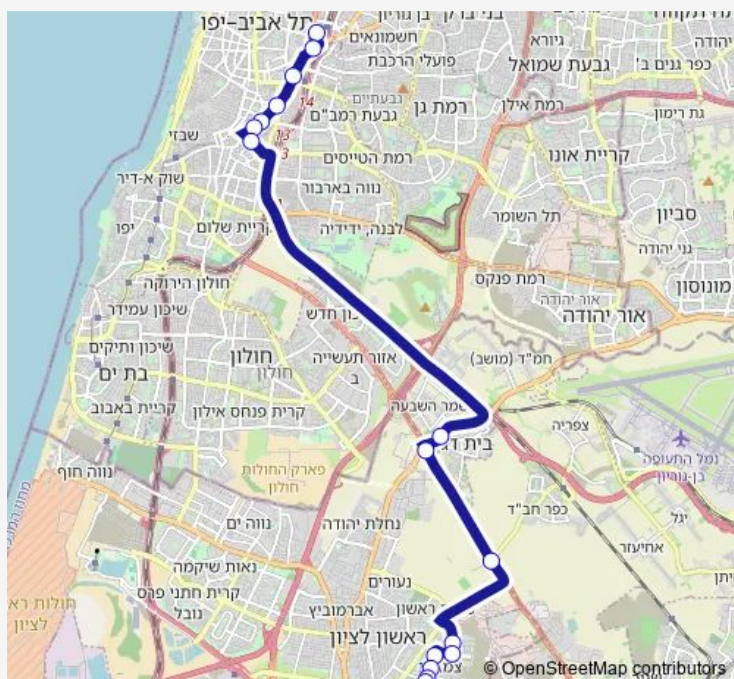 תל אביב-יפו
חשמונאים
בן גוריון
בני ברק
גיורא
יהודה
פועלי הרכבת
גבעת שמואל
כפר גנים ב'
14
גבעתיים
רמת גן
רמת אילן
גת רימון
גבעת רמב"ם
13
שבזי
3
רמת הטייסים
קריית אונו
שוק א-דיר
נווה בארבור
תל השומר
סביון
יפו
קריית שלום
לבנה, ידידיה
גני יהודה
חולון הירוקה
רמת פנקס
מונוסון
אור יהודה
אור יהודה
שיכון עמידר
שיכון ותיקים
חולון
חולון
אזור תעשייה
ב
חמ"ד (מושב)
בת ים
קריית באבוב
קרית פנחס אילון
משמר השבעה
צפריה
נמל התעופה
בן-גוריון
פארק החולות
חולון
נווה חוף
כפר חב"ד
יגל
נווה ים
נחלת יהודה
אחיעזר
נאות שיקמה
נעורים
קרית חתני פרס
נובל
אברמוביץ
ראשון לציון
© OpenStreetMap contributors